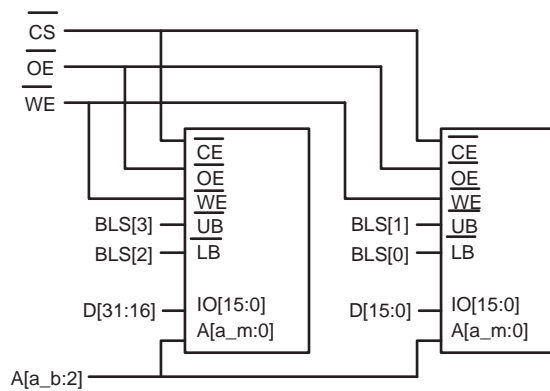 CS
OE
WE
CE
OE
WE
BLS[3] UB
BLS[2] LB
D[31:16] IO[15:0]
A[a_m:0]
CE
OE
WE
BLS[1] UB
BLS[0] LB
D[15:0] IO[15:0]
A[a_m:0]
A[a_b:2]